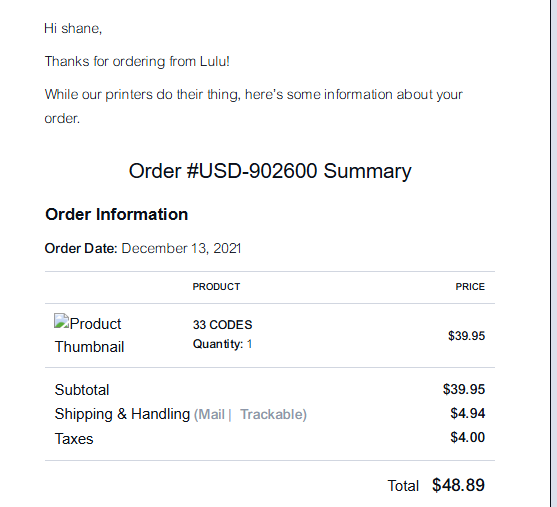 Hi shane,
Thanks for ordering from Lulu!
While our printers do their thing, here's some information about your
order.
Order #USD-902600 Summary
Order Information
Order Date: December 13, 2021
PRODUCT PRICE
Product
Thumbnail
33 CODES
Quantity: 1
$39.95
Subtotal $39.95
Shipping & Handling (Mail | Trackable) $4.94
Taxes $4.00
Total $48.89